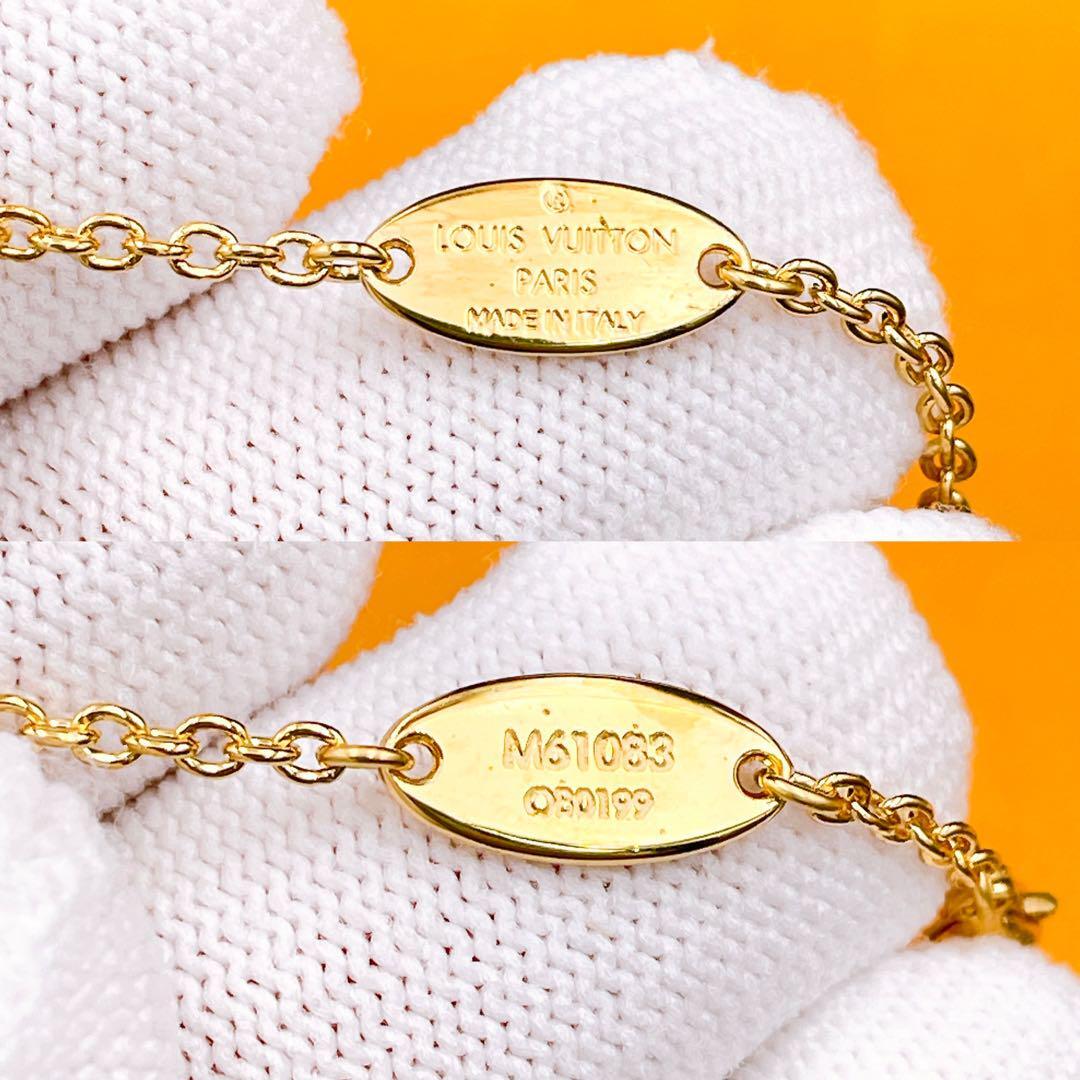 ®
LOUIS VUITTON
PARIS
MADE IN ITALY
M61083
OB0199